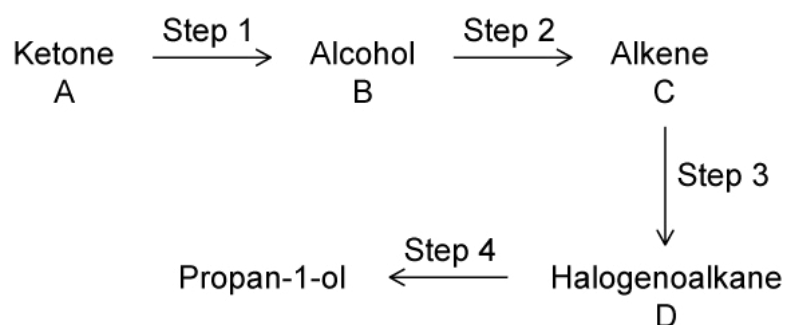 Step 1 Step 2
Ketone Alcohol Alkene
A B C
Step 3
Step 4
Propan-1-ol Halogenoalkane
D